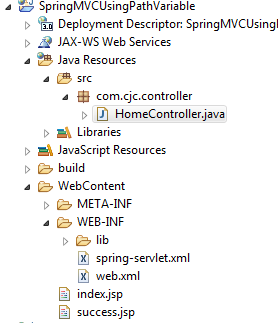 SpringMVCUsingPathVariable
Deployment Descriptor: SpringMVCUsing
JAX-WS Web Services
Java Resources
src
com.cjc.controller
HomeController.java
Libraries
JavaScript Resources
build
WebContent
META-INF
WEB-INF
lib
spring-servlet.xml
web.xml
index.jsp
success.jsp